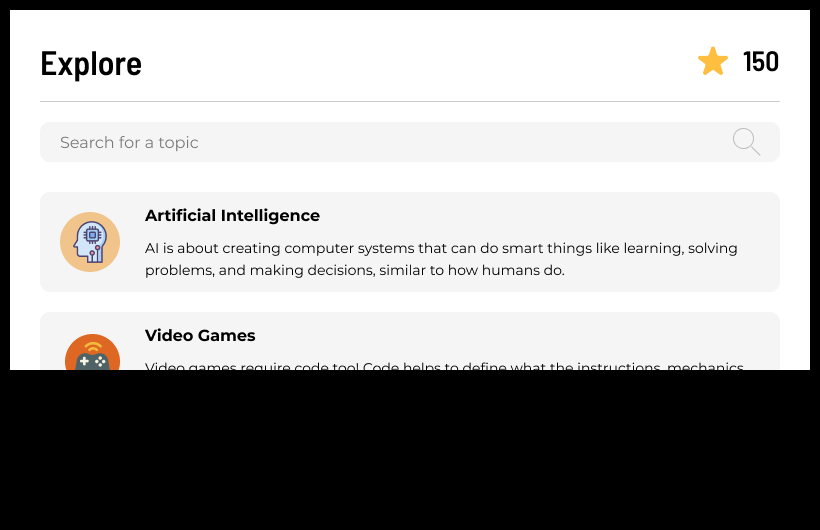 Explore
150
Search for a topic
Artificial Intelligence
AI is about creating computer systems that can do smart things like learning, solving
problems, and making decisions, similar to how humans do.
Video Games
Video games require code too! Code helps to define what the instructions, mechanics,